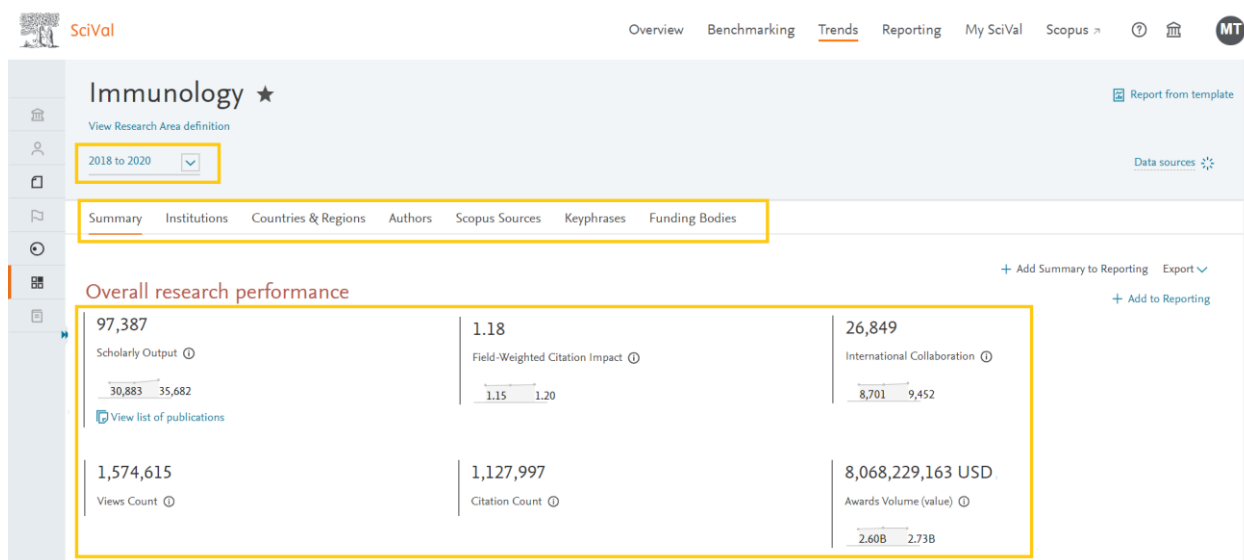 SciVal
Overview Benchmarking Trends Reporting My SciVal Scopus ↗ ? MT
Immunology ★
Report from template
View Research Area definition
2018 to 2020
Data sources
Summary Institutions Countries & Regions Authors Scopus Sources Keyphrases Funding Bodies
+ Add Summary to Reporting Export
Overall research performance
+ Add to Reporting
97,387
Scholarly Output
30,883 35,682
View list of publications
1.18
Field-Weighted Citation Impact
1.15 1.20
26,849
International Collaboration
8,701 9,452
1,574,615
Views Count
1,127,997
Citation Count
8,068,229,163 USD
Awards Volume (value)
2.60B 2.73B